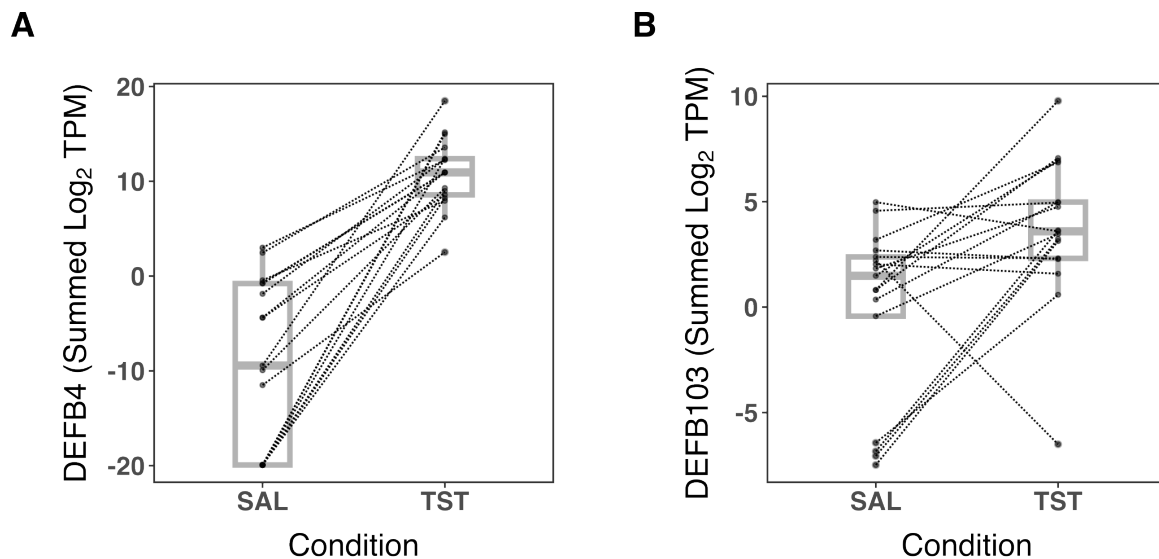 A
DEFB4 (Summed Log₂ TPM)
20
10
0
-10
-20
SAL TST
Condition
B
DEFB103 (Summed Log₂ TPM)
10
5
0
-5
SAL TST
Condition